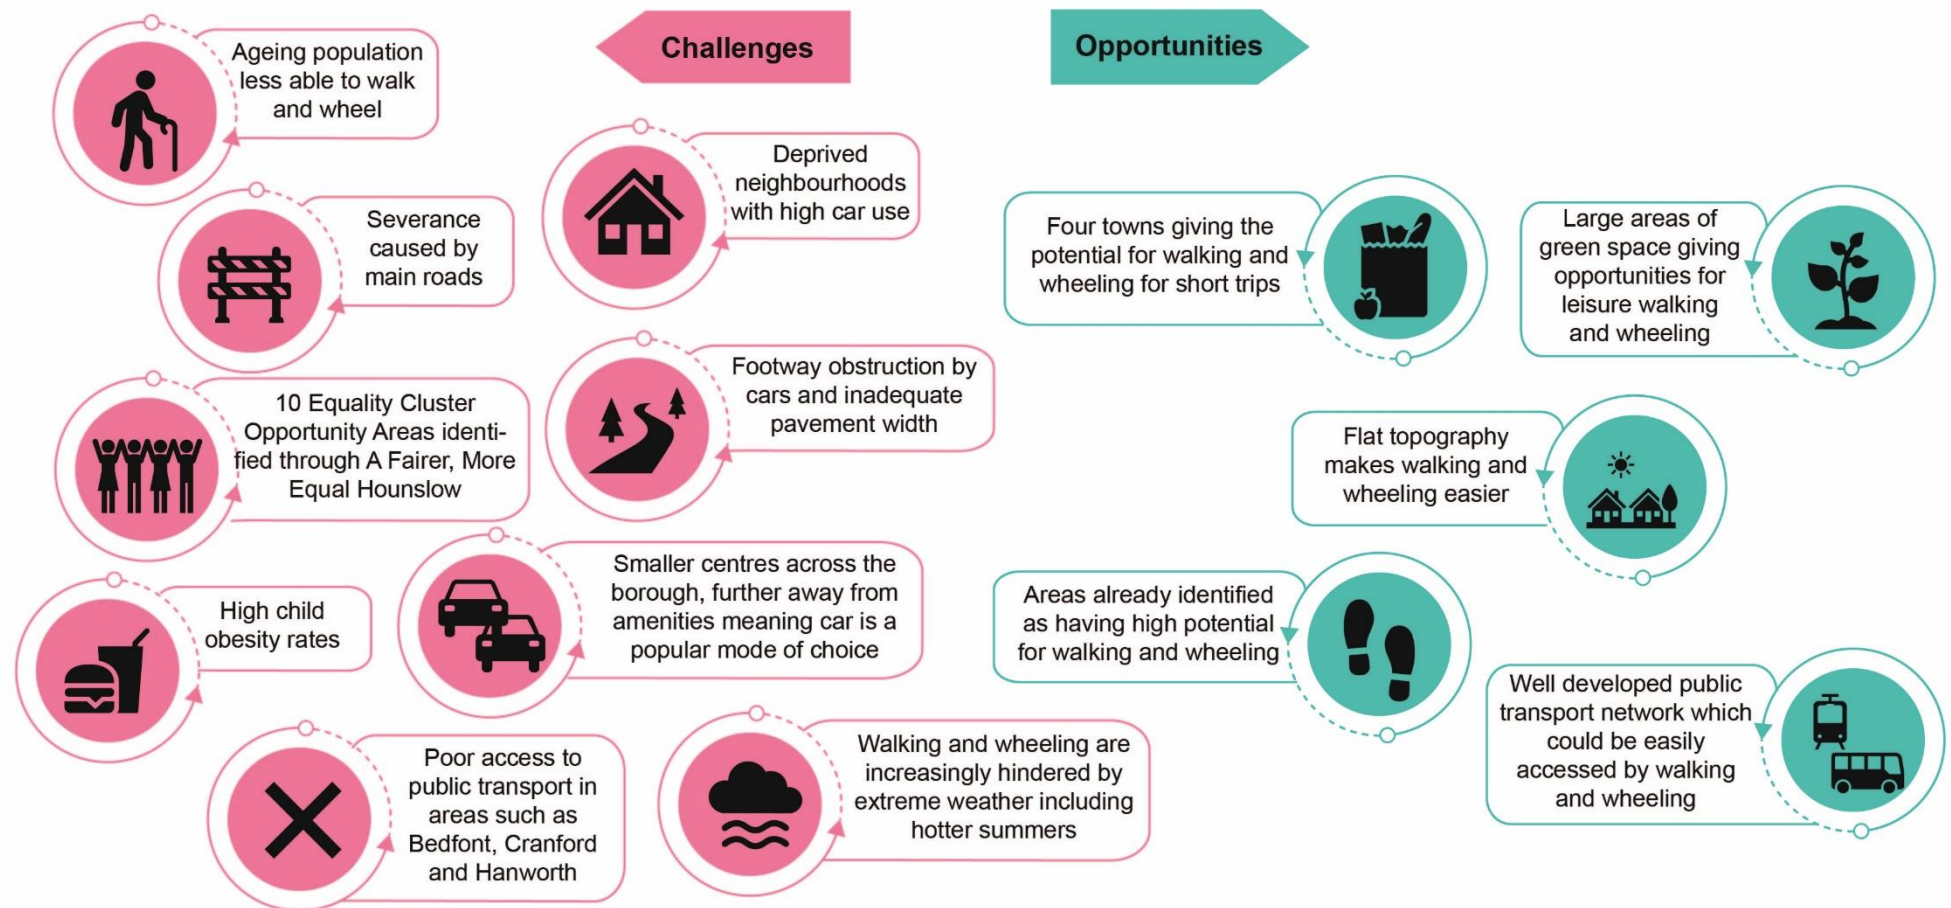 Challenges
Ageing population
less able to walk
and wheel
Deprived
neighbourhoods
with high car use
Severance
caused by
main roads
Footway obstruction by
cars and inadequate
pavement width
10 Equality Cluster
Opportunity Areas identi-
fied through A Fairer, More
Equal Hounslow
Smaller centres across the
borough, further away from
amenities meaning car is a
popular mode of choice
High child
obesity rates
Poor access to
public transport in
areas such as
Bedfont, Cranford
and Hanworth
Walking and wheeling are
increasingly hindered by
extreme weather including
hotter summers
Opportunities
Four towns giving the
potential for walking and
wheeling for short trips
Large areas of
green space giving
opportunities for
leisure walking
and wheeling
Flat topography
makes walking and
wheeling easier
Areas already identified
as having high potential
for walking and wheeling
Well developed public
transport network which
could be easily
accessed by walking
and wheeling